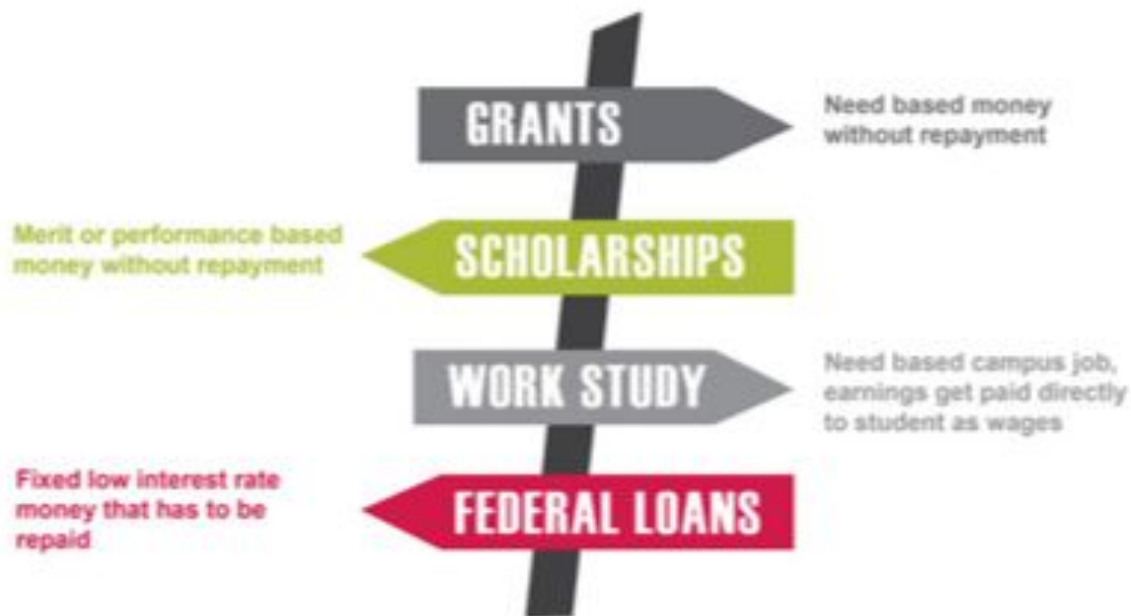 GRANTS
Need based money
without repayment
Merit or performance based
money without repayment
SCHOLARSHIPS
WORK STUDY
Need based campus job,
earnings get paid directly
to student as wages
Fixed low interest rate
money that has to be
repaid
FEDERAL LOANS